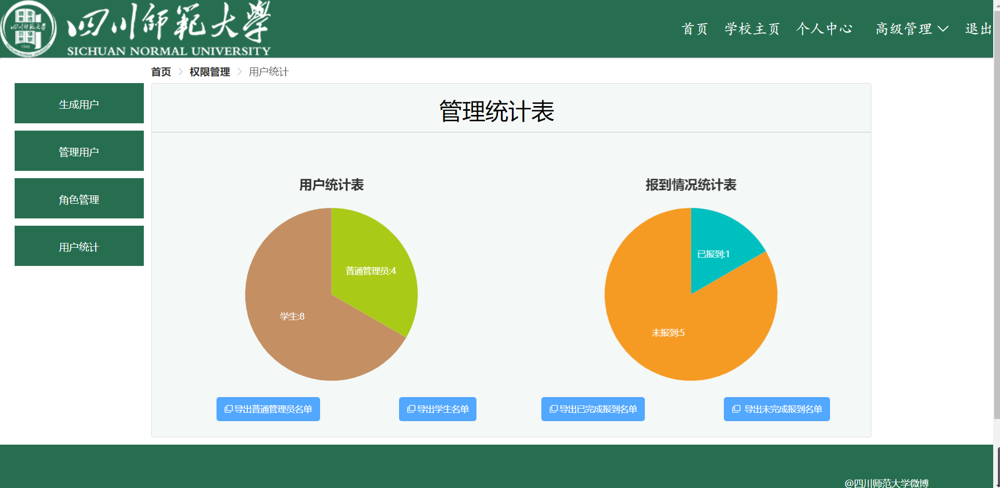 四川師範大學
SICHUAN NORMAL UNIVERSITY
首页 学校主页 个人中心 高级管理 退出
首页 > 权限管理 > 用户统计
生成用户
管理用户
角色管理
用户统计
管理统计表
用户统计表
普通管理员:4
学生:8
报到情况统计表
已报到:1
未报到:5
导出普通管理员名单
导出学生名单
导出已完成报到名单
导出未完成报到名单
@四川师范大学微博